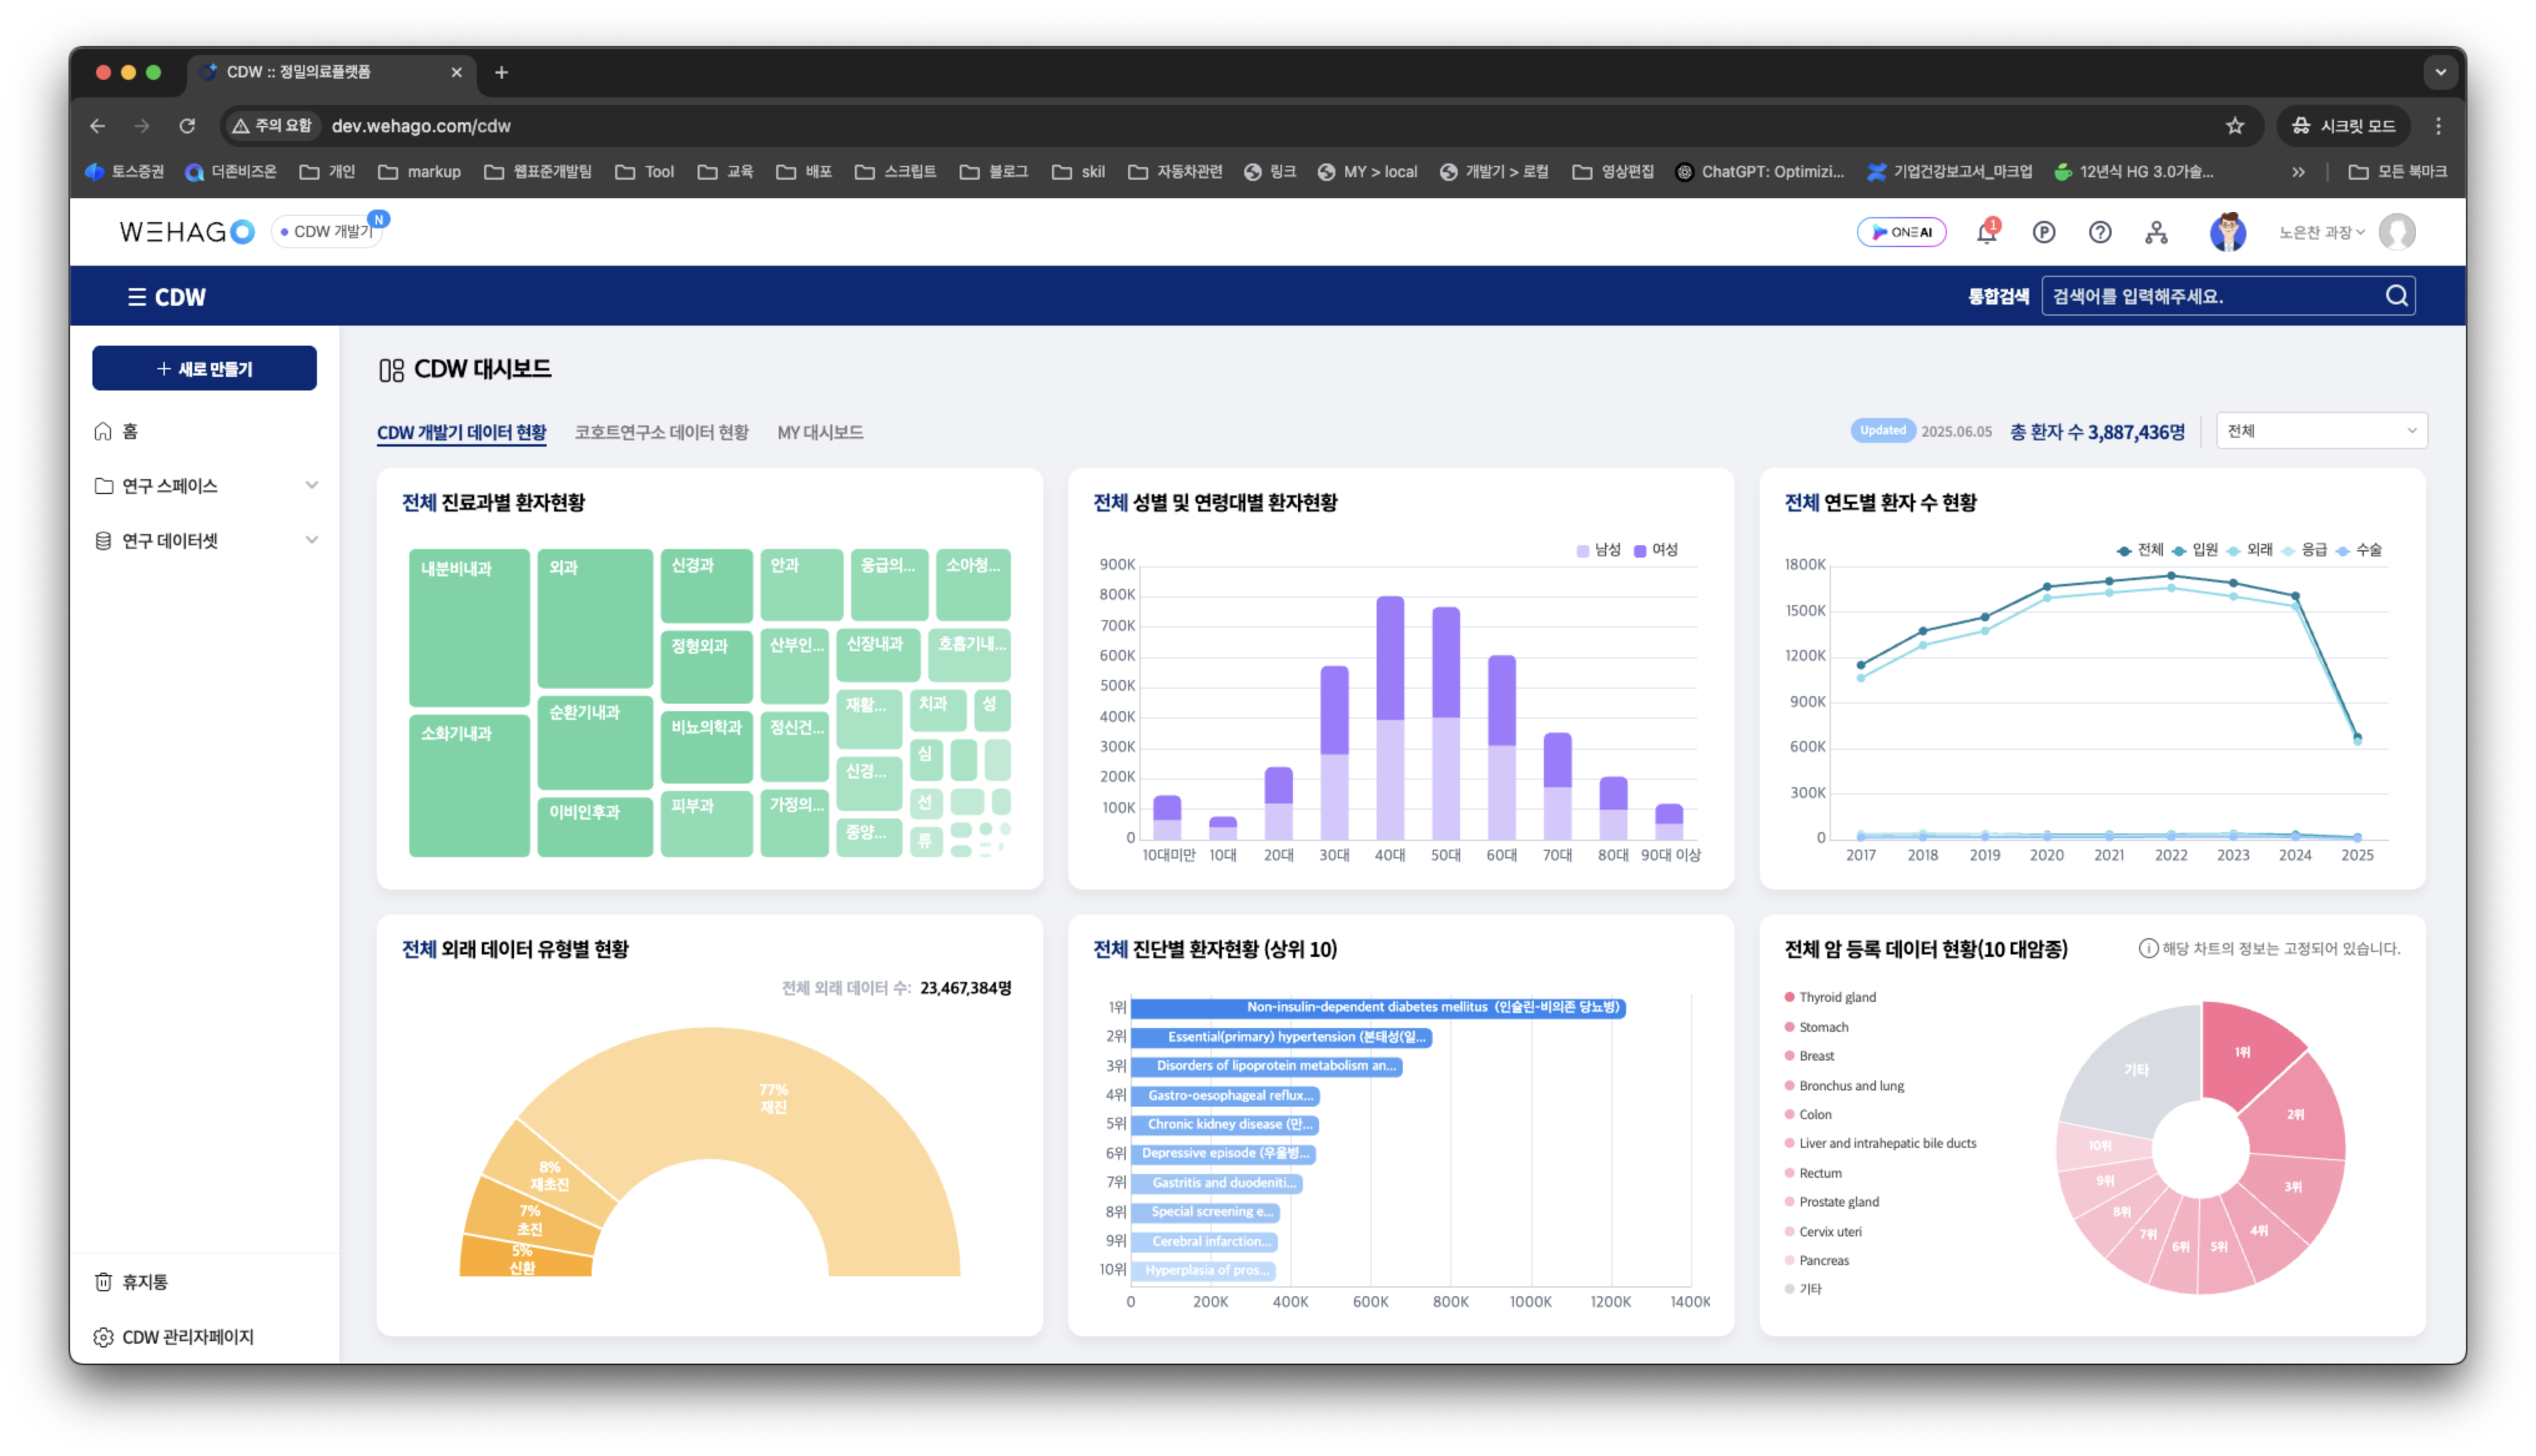 CDW :: 정밀의료플랫폼
주의 요함 dev.wehago.com/cdw 시크릿 모드
토스증권 더존비즈온 개인 markup 웹표준개발팀 Tool 교육 배포 스크립트 블로그 skil 자동차관련 링크 MY > local 개발기 > 로컬 영상편집 ChatGPT: Optimizi... 기업건강보고서_마크업 12년식 HG 3.0가솔... » 모든 북마크
WEHAGO CDW 개발기 N ONE AI 1 P ? 노은찬 과장
CDW 통합검색 검색어를 입력해주세요.
+ 새로 만들기
홈
연구 스페이스
연구 데이터셋
휴지통
CDW 관리자페이지
CDW 대시보드
CDW 개발기 데이터 현황 코호트연구소 데이터 현황 MY 대시보드
Updated 2025.06.05 총 환자 수 3,887,436명 전체
전체 진료과별 환자현황
내분비내과 외과 신경과 안과 응급의... 소아청...
정형외과 산부인... 신장내과 호흡기내...
소화기내과 순환기내과 비뇨의학과 정신건... 재활... 치과 성
심
신경...
이비인후과 피부과 가정의... 선
종양... 류
전체 성별 및 연령대별 환자현황
남성 여성
900K
800K
700K
600K
500K
400K
300K
200K
100K
0
10대미만 10대 20대 30대 40대 50대 60대 70대 80대 90대 이상
전체 연도별 환자 수 현황
전체 입원 외래 응급 수술
1800K
1500K
1200K
900K
600K
300K
0
2017 2018 2019 2020 2021 2022 2023 2024 2025
전체 외래 데이터 유형별 현황
전체 외래 데이터 수: 23,467,384명
77%
재진
8%
재초진
7%
초진
5%
신환
전체 진단별 환자현황 (상위 10)
1위 Non-insulin-dependent diabetes mellitus (인슐린-비의존 당뇨병)
2위 Essential(primary) hypertension (본태성(일...
3위 Disorders of lipoprotein metabolism an...
4위 Gastro-oesophageal reflux...
5위 Chronic kidney disease (만...
6위 Depressive episode (우울병...
7위 Gastritis and duodeniti...
8위 Special screening e...
9위 Cerebral infarction...
10위 Hyperplasia of pros...
0 200K 400K 600K 800K 1000K 1200K 1400K
전체 암 등록 데이터 현황(10 대암종)
해당 차트의 정보는 고정되어 있습니다.
Thyroid gland
Stomach
Breast
Bronchus and lung
Colon
Liver and intrahepatic bile ducts
Rectum
Prostate gland
Cervix uteri
Pancreas
기타
1위
2위
3위
4위
5위
6위
7위
8위
9위
10위
기타